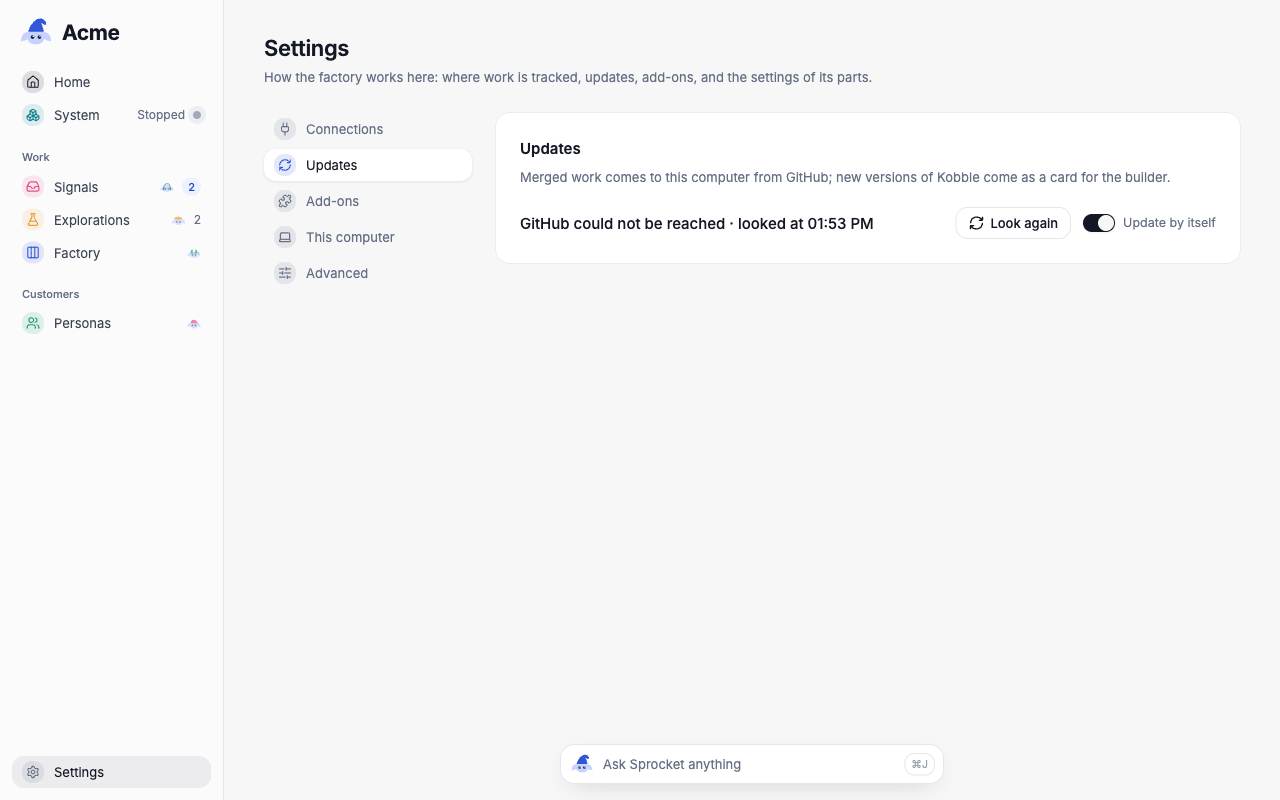 Acme
Home
System
Stopped
Work
Signals
2
Explorations
2
Factory
Customers
Personas
Settings
Settings
How the factory works here: where work is tracked, updates, add-ons, and the settings of its parts.
Connections
Updates
Add-ons
This computer
Advanced
Updates
Merged work comes to this computer from GitHub; new versions of Kobble come as a card for the builder.
GitHub could not be reached · looked at 01:53 PM
Look again
Update by itself
Ask Sprocket anything
⌘J